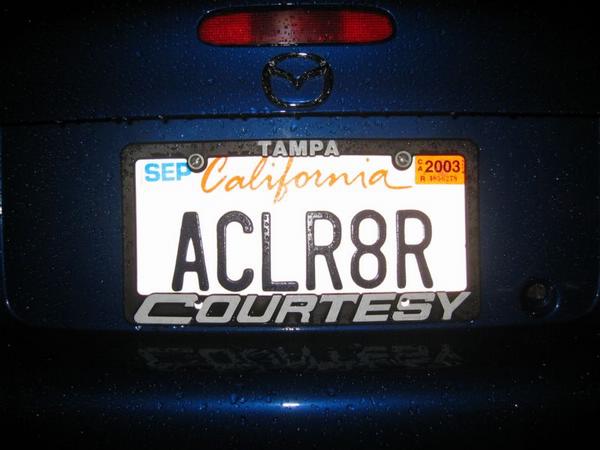 TAMPA
SEP California 2003
ACLR8R
COURTESY